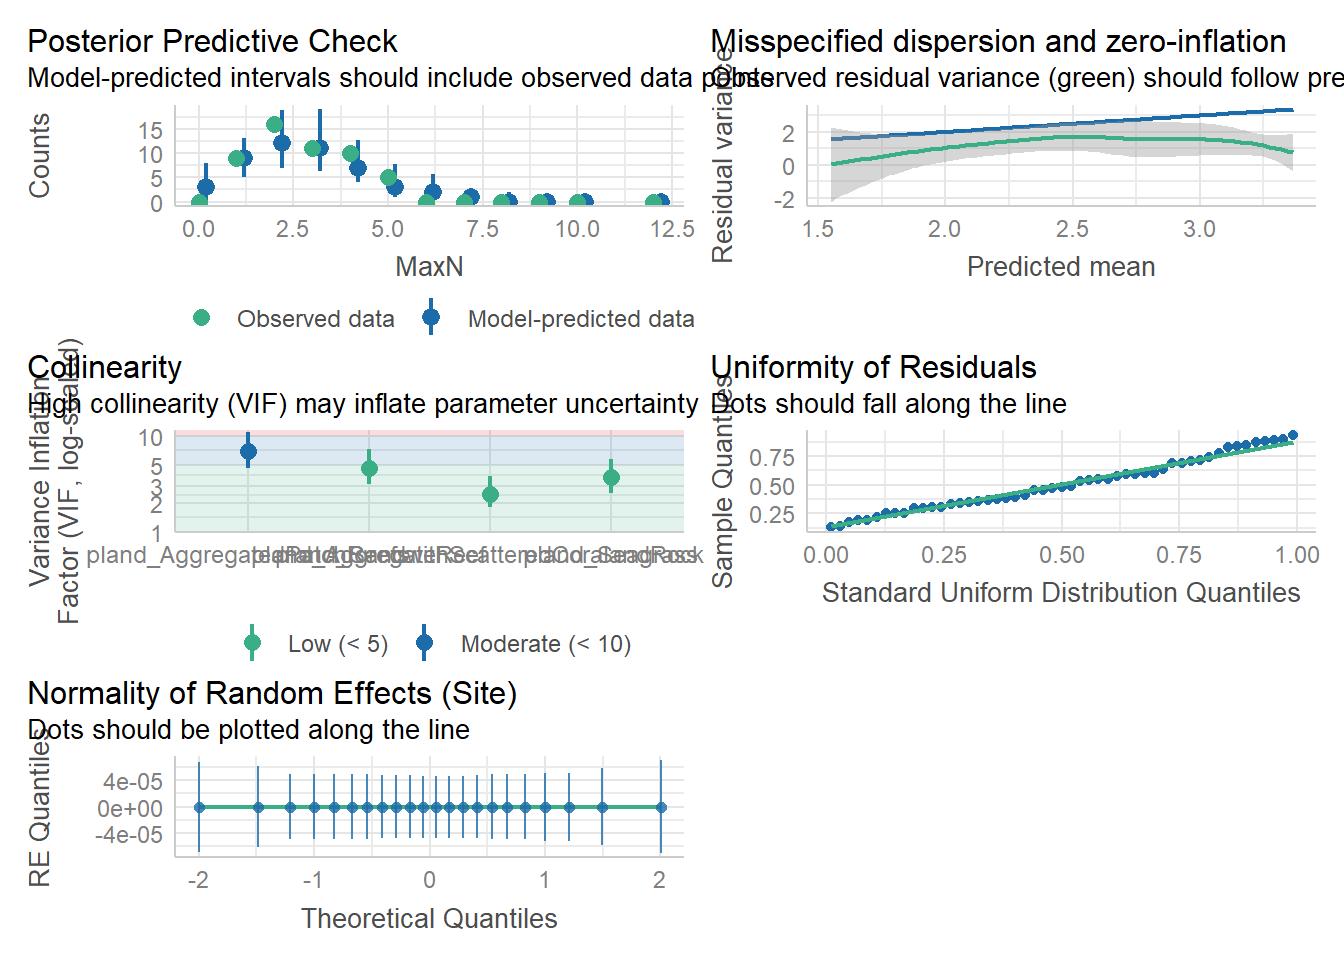 Posterior Predictive Check
Model-predicted intervals should include observed data points
Counts
15
10
5
0
0.0 2.5 5.0 7.5 10.0 12.5
MaxN
Observed data Model-predicted data
Misspecified dispersion and zero-inflation
Observed residual variance (green) should follow pre
Residual variance
2
0
-2
1.5 2.0 2.5 3.0
Predicted mean
Collinearity
High collinearity (VIF) may inflate parameter uncertainty
Variance Inflation
Factor (VIF, log-scaled)
10
5
3
2
1
Low (< 5) Moderate (< 10)
Uniformity of Residuals
Dots should fall along the line
Sample Quantiles
0.75
0.50
0.25
0.00 0.25 0.50 0.75 1.00
Standard Uniform Distribution Quantiles
Normality of Random Effects (Site)
Dots should be plotted along the line
RE Quantiles
4e-05
0e+00
-4e-05
-2 -1 0 1 2
Theoretical Quantiles